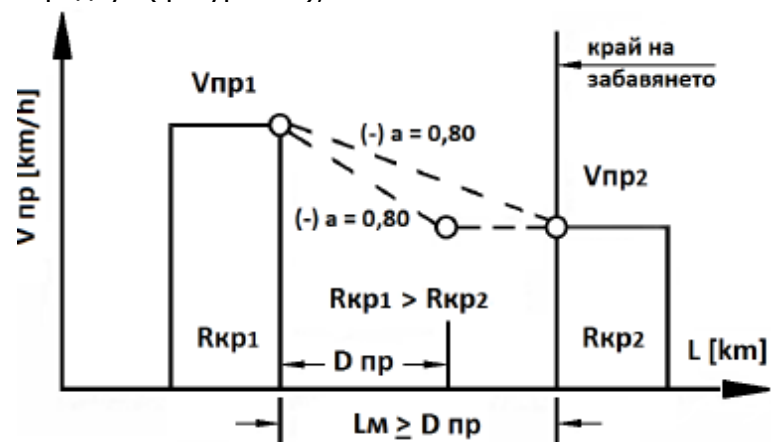 край на
забавянето
Vпр1
V пр [km/h]
(-) a = 0,80
Vпр2
(-) a = 0,80
Rкр1 > Rкр2
Rкр1
D пр
Rкр2
L [km]
Lм ≥ D пр